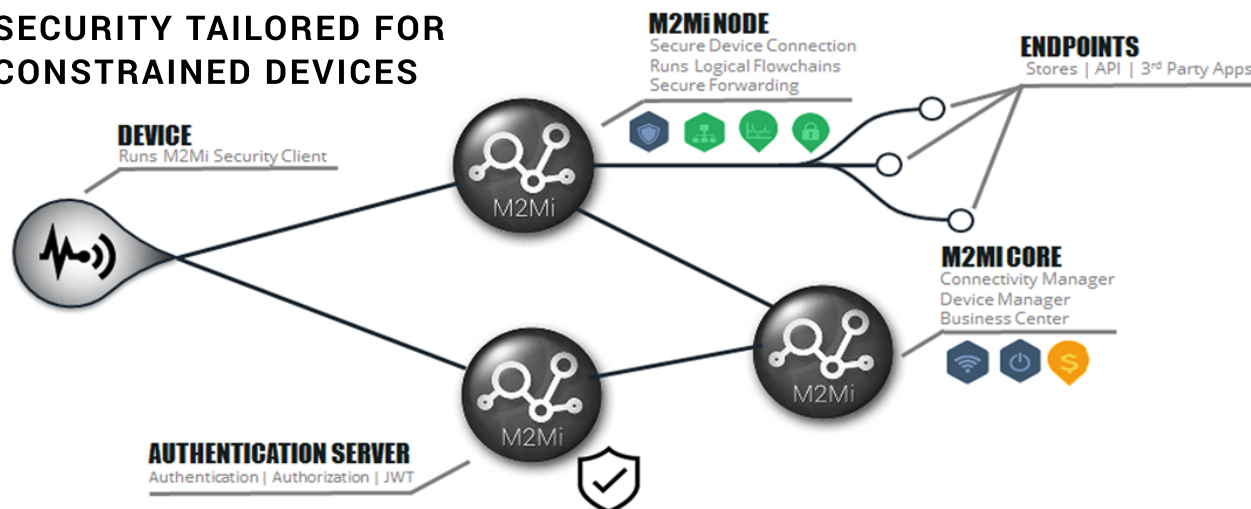 SECURITY TAILORED FOR
CONSTRAINED DEVICES
M2Mi NODE
Secure Device Connection
Runs Logical Flowchains
Secure Forwarding
ENDPOINTS
Stores | API | 3rd Party Apps
DEVICE
Runs M2Mi Security Client
M2Mi
M2MI CORE
Connectivity Manager
Device Manager
Business Center
$
M2Mi
M2Mi
AUTHENTICATION SERVER
Authentication | Authorization | JWT